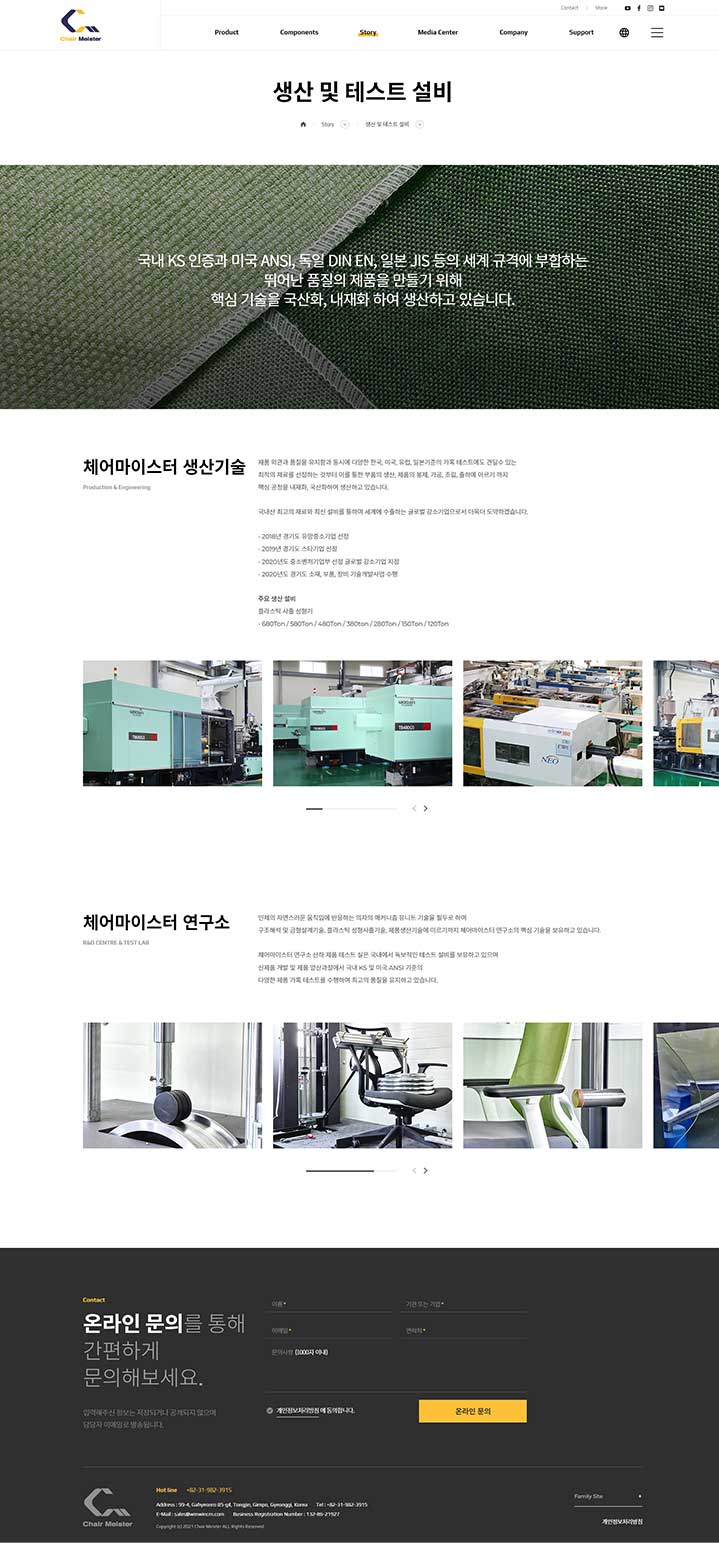 Contact
Store
Chair Meister
Product
Components
Story
Media Center
Company
Support
생산 및 테스트 설비
Story
생산 및 테스트 설비
국내 KS 인증과 미국 ANSI, 독일 DIN EN, 일본 JIS 등의 세계 규격에 부합하는
뛰어난 품질의 제품을 만들기 위해
핵심 기술을 국산화, 내재화 하여 생산하고 있습니다.
체어마이스터 생산기술
Production & Engineering
제품 외관과 품질을 유지함과 동시에 다양한 한국, 미국, 유럽, 일본기준의 가혹 테스트에도 견딜수 있는
최적의 재료를 선정하는 것부터 이를 통한 부품의 생산, 제품의 봉제, 가공, 조립, 출하에 이르기 까지
핵심 공정을 내재화, 국산화하여 생산하고 있습니다.
국내산 최고의 재료와 최신 설비를 통하여 세계에 수출하는 글로벌 강소기업으로서 더욱더 도약하겠습니다.
- 2018년 경기도 유망중소기업 선정
- 2019년 경기도 스타기업 선정
- 2020년도 중소벤처기업부 선정 글로벌 강소기업 지정
- 2020년도 경기도 소재, 부품, 장비 기술개발사업 수행
주요 생산 설비
플라스틱 사출 성형기
- 680Ton / 580Ton / 480Ton / 380ton / 280Ton / 150Ton / 120Ton
NEO
체어마이스터 연구소
R&D CENTRE & TEST LAB
인체의 자연스러운 움직임에 반응하는 의자의 메커니즘 유니트 기술을 필두로 하여
구조해석 및 금형설계기술, 플라스틱 성형사출기술, 제품생산기술에 이르기까지 체어마이스터 연구소의 핵심 기술을 보유하고 있습니다.
체어마이스터 연구소 산하 제품 테스트 실은 국내에서 독보적인 테스트 설비를 보유하고 있으며
신제품 개발 및 제품 양산과정에서 국내 KS 및 미국 ANSI 기준의
다양한 제품 가혹 테스트를 수행하여 최고의 품질을 유지하고 있습니다.
Contact
온라인 문의를 통해
간편하게
문의해보세요.
입력해주신 정보는 저장되거나 공개되지 않으며
담당자 이메일로 발송됩니다.
이름 *
기관 또는 기업 *
이메일 *
연락처 *
문의사항 (1000자 이내)
개인정보처리방침 에 동의합니다.
온라인 문의
Chair Meister
Hot line +82-31-982-3915
Address : 99-4, Gahyeonro 85-gil, Tongjin, Gimpo, Gyeonggi, Korea Tel : +82-31-982-3915
E-Mail : sales@winwincm.com Business Registration Number : 132-86-21927
Copyright (c) 2021 Chair Meister ALL Rights Reserved
Family Site
개인정보처리방침